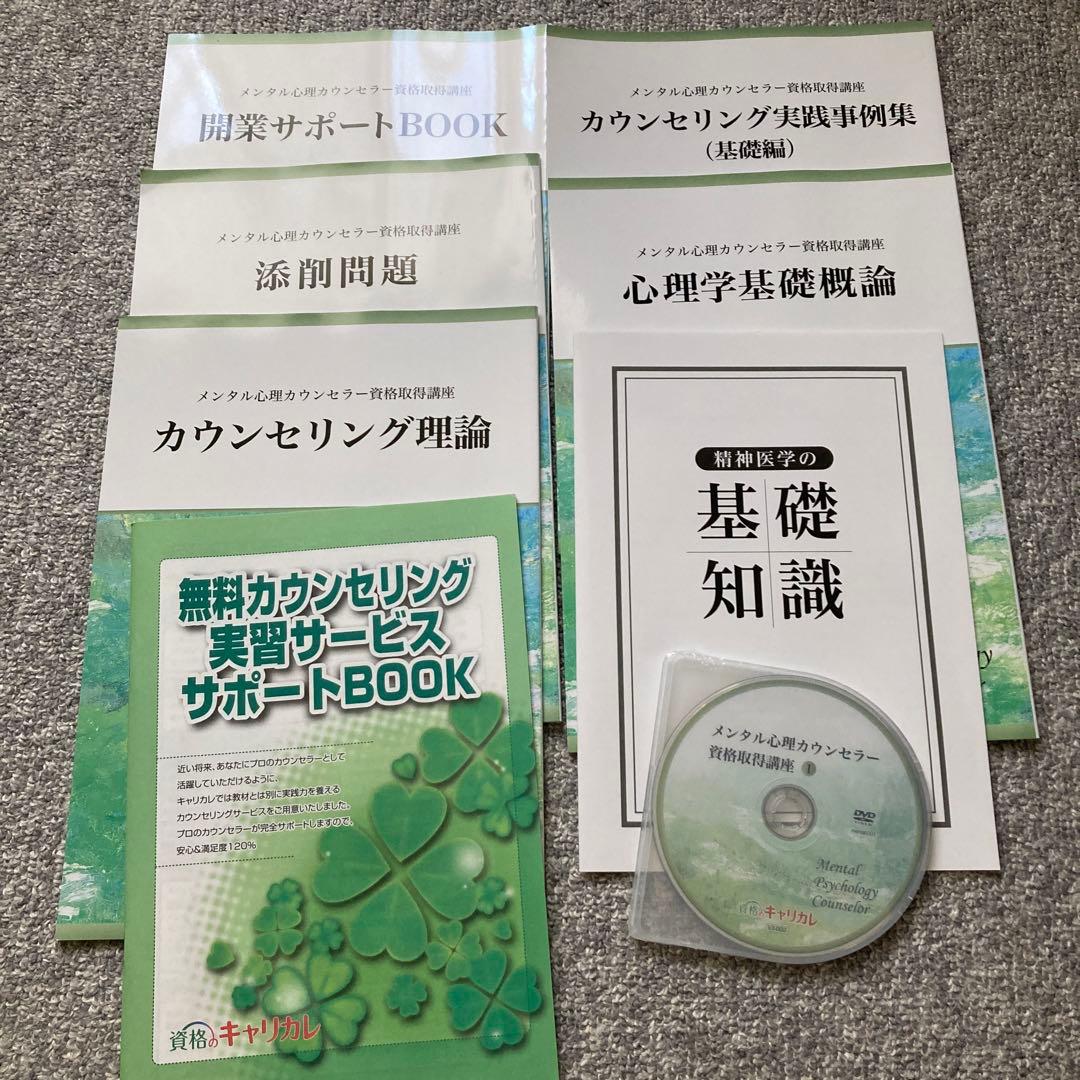 メンタル心理カウンセラー資格取得講座
開業サポートBOOK
メンタル心理カウンセラー資格取得講座
カウンセリング実践事例集
(基礎編)
メンタル心理カウンセラー資格取得講座
添削問題
メンタル心理カウンセラー資格取得講座
心理学基礎概論
メンタル心理カウンセラー資格取得講座
カウンセリング理論
精神医学の
基礎
知識
無料カウンセリング
実習サービス
サポートBOOK
近い将来、あなたにプロのカウンセラーとして
活躍していただけるように、
キャリカレでは教材とは別に実践力を養える
カウンセリングサービスをご用意いたしました。
プロのカウンセラーが完全サポートしますので、
安心&満足度120%
資格のキャリカレ
メンタル心理カウンセラー
資格取得講座 1
DVD
Mental
Psychology
Counselor
資格のキャリカレ